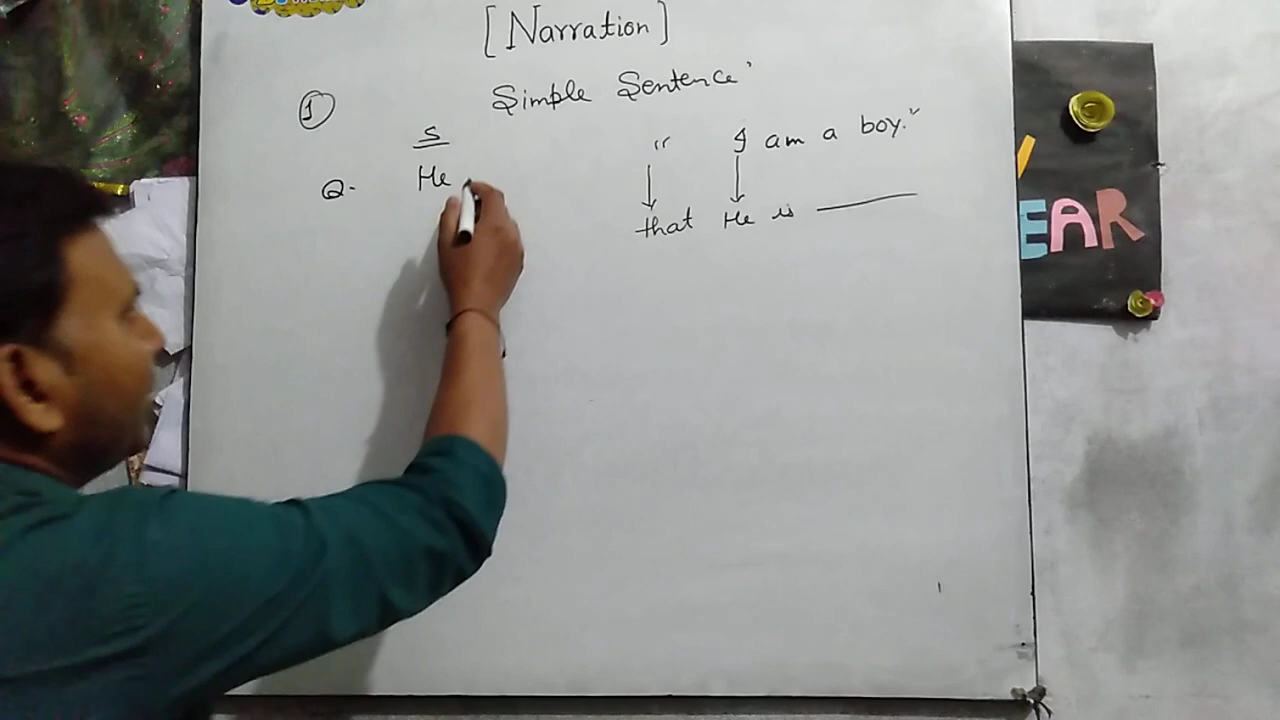 [Narration]
① Simple Sentence'
S " I am a boy."
Q- He
that He is
EAR